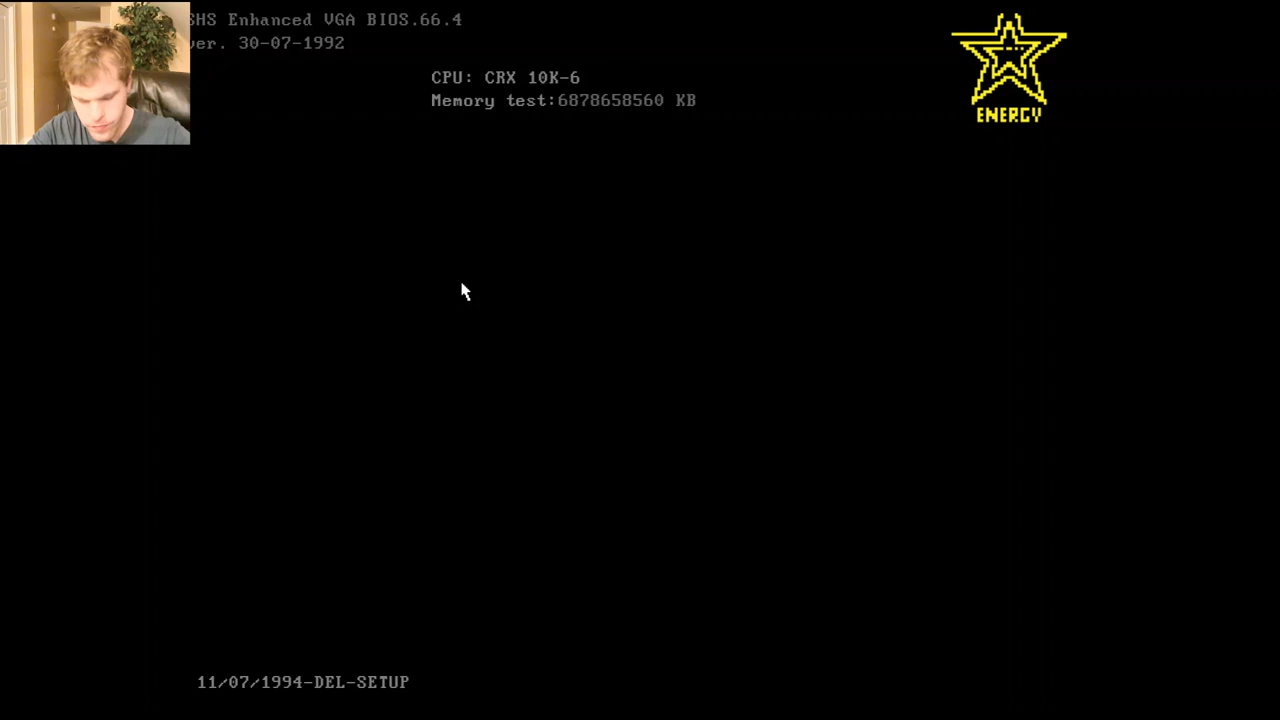 SHS Enhanced VGA BIOS.66.4
ver. 30-07-1992
CPU: CRX 10K-6
Memory test:6878658560 KB
ENERGY
11/07/1994-DEL-SETUP